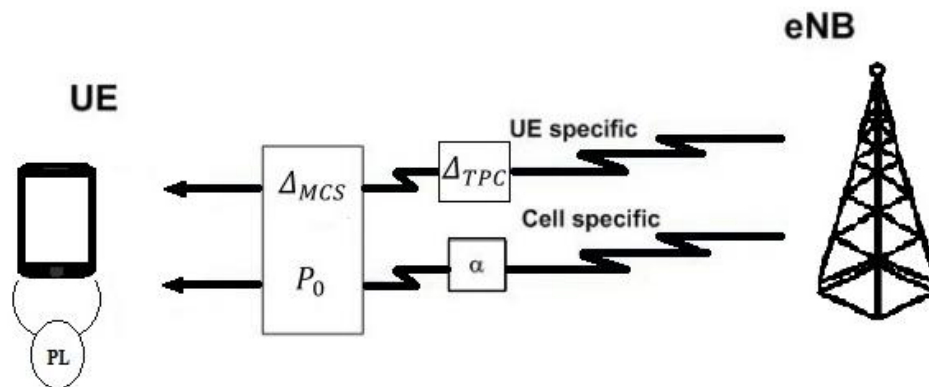 eNB
UE
UE specific
Δ_MCS
Δ_TPC
Cell specific
P_0
α
PL